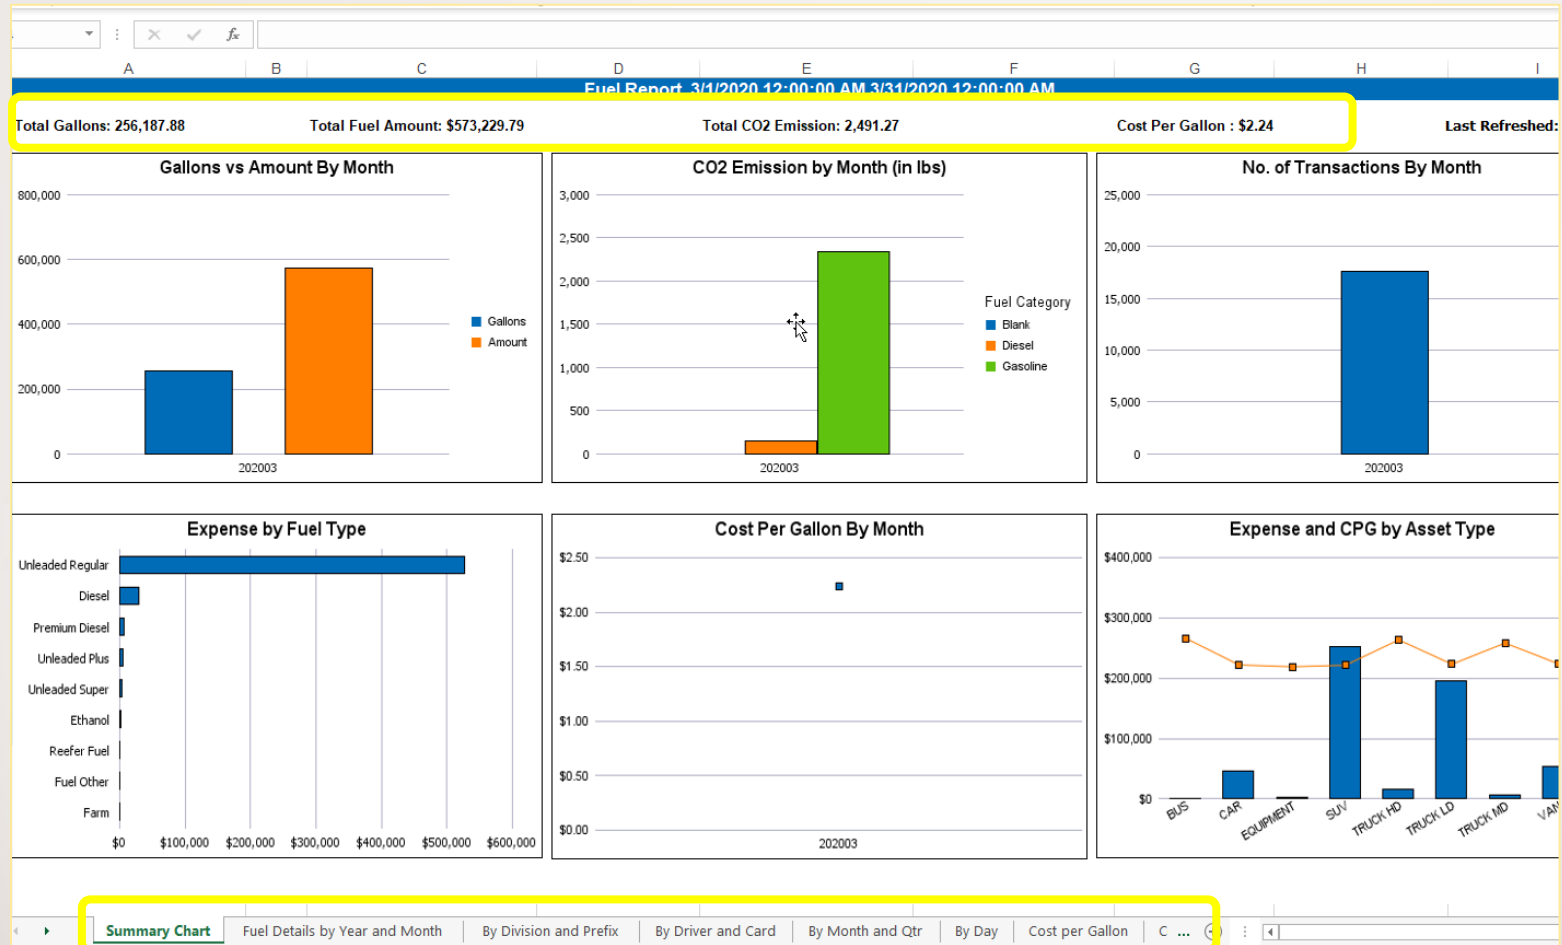 fx
A B C D E F G H I
Fuel Report 3/1/2020 12:00:00 AM 3/31/2020 12:00:00 AM
Total Gallons: 256,187.88 Total Fuel Amount: $573,229.79 Total CO2 Emission: 2,491.27 Cost Per Gallon : $2.24 Last Refreshed:
Gallons vs Amount By Month
800,000
600,000
400,000
200,000
0
202003
Gallons
Amount
CO2 Emission by Month (in lbs)
3,000
2,500
2,000
1,500
1,000
500
0
202003
Fuel Category
Blank
Diesel
Gasoline
No. of Transactions By Month
25,000
20,000
15,000
10,000
5,000
0
202003
Expense by Fuel Type
Unleaded Regular
Diesel
Premium Diesel
Unleaded Plus
Unleaded Super
Ethanol
Reefer Fuel
Fuel Other
Farm
$0 $100,000 $200,000 $300,000 $400,000 $500,000 $600,000
Cost Per Gallon By Month
$2.50
$2.00
$1.50
$1.00
$0.50
$0.00
202003
Expense and CPG by Asset Type
$400,000
$300,000
$200,000
$100,000
$0
BUS CAR EQUIPMENT SUV TRUCK HD TRUCK LD TRUCK MD VAN
Summary Chart Fuel Details by Year and Month By Division and Prefix By Driver and Card By Month and Qtr By Day Cost per Gallon C ...